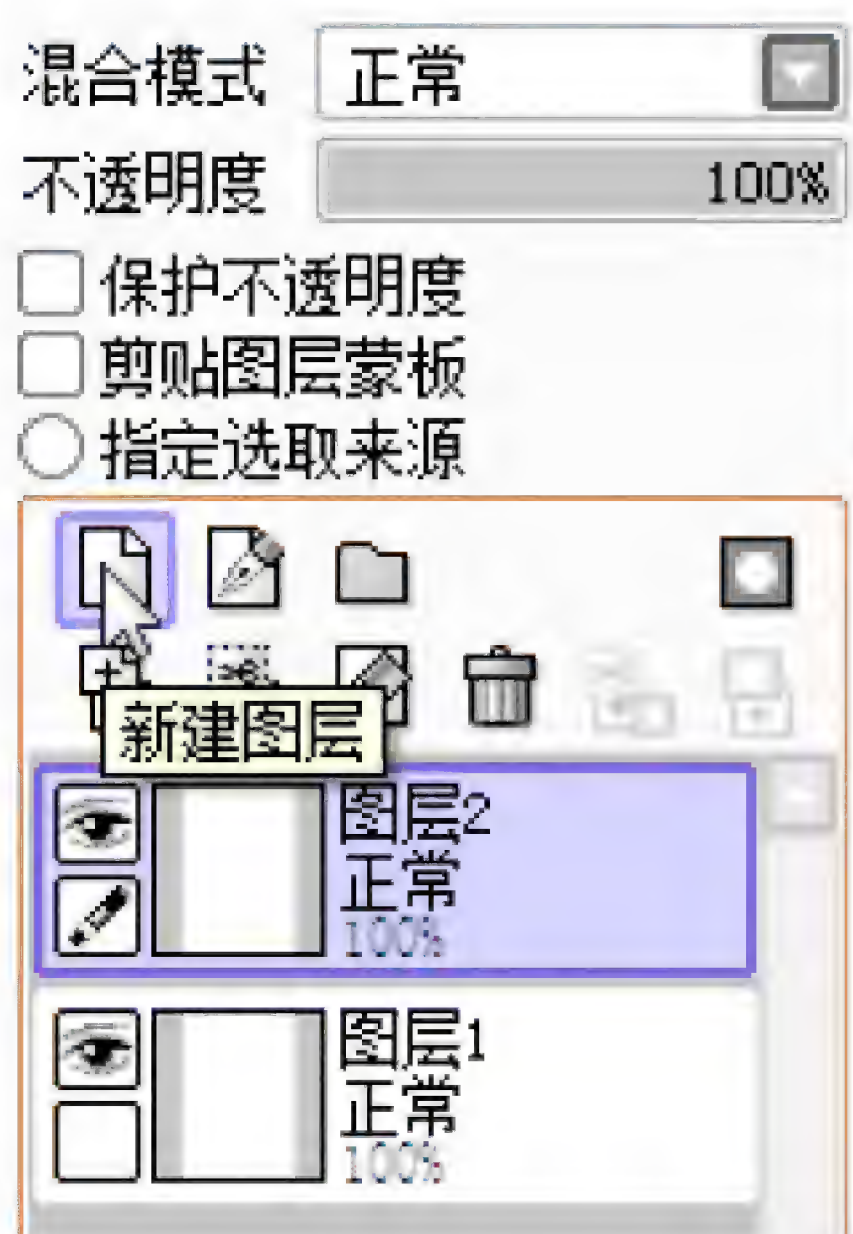 混合模式 正常
不透明度 100%
保护不透明度
剪贴图层蒙板
指定选取来源
新建图层
图层2
正常
100%
图层1
正常
100%